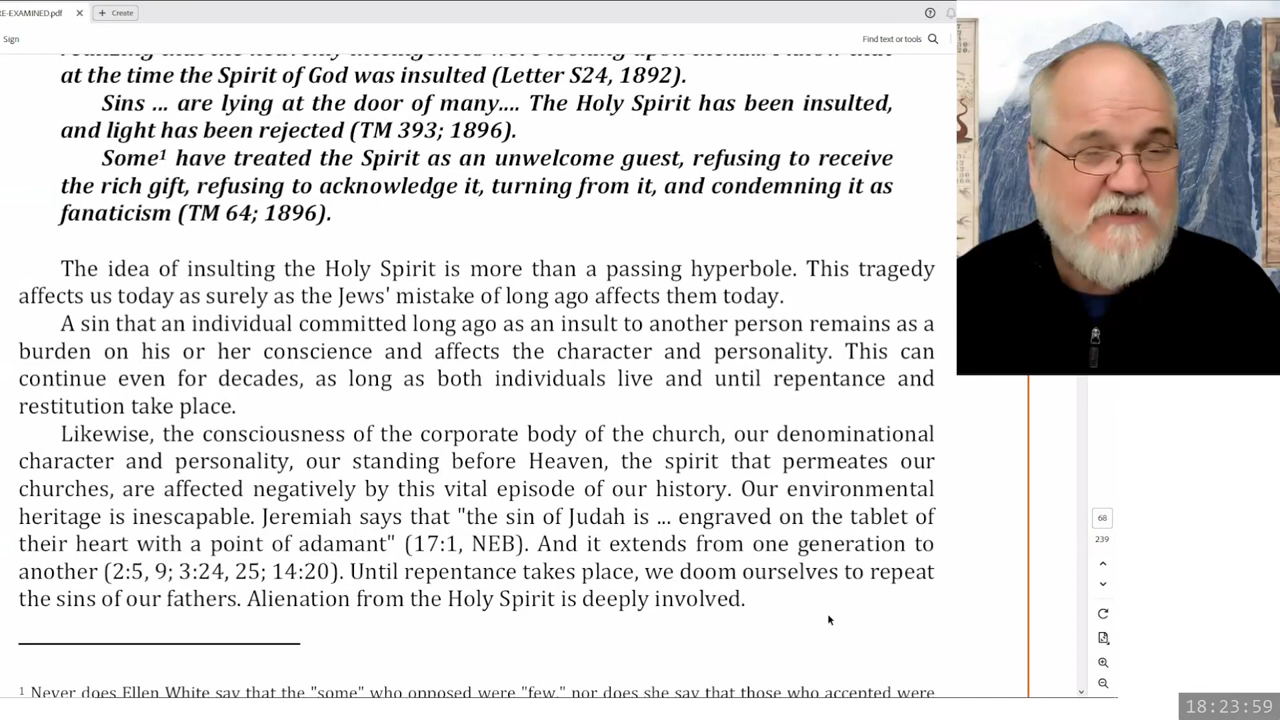 RE-EXAMINED.pdf
Create
Sign
Find text or tools
at the time the Spirit of God was insulted (Letter S24, 1892).
Sins ... are lying at the door of many.... The Holy Spirit has been insulted,
and light has been rejected (TM 393; 1896).
Some¹ have treated the Spirit as an unwelcome guest, refusing to receive
the rich gift, refusing to acknowledge it, turning from it, and condemning it as
fanaticism (TM 64; 1896).
The idea of insulting the Holy Spirit is more than a passing hyperbole. This tragedy
affects us today as surely as the Jews' mistake of long ago affects them today.
A sin that an individual committed long ago as an insult to another person remains as a
burden on his or her conscience and affects the character and personality. This can
continue even for decades, as long as both individuals live and until repentance and
restitution take place.
Likewise, the consciousness of the corporate body of the church, our denominational
character and personality, our standing before Heaven, the spirit that permeates our
churches, are affected negatively by this vital episode of our history. Our environmental
heritage is inescapable. Jeremiah says that "the sin of Judah is ... engraved on the tablet of
their heart with a point of adamant" (17:1, NEB). And it extends from one generation to
another (2:5, 9; 3:24, 25; 14:20). Until repentance takes place, we doom ourselves to repeat
the sins of our fathers. Alienation from the Holy Spirit is deeply involved.
¹ Never does Ellen White say that the "some" who opposed were "few," nor does she say that those who accepted were
68
239
18:23:59